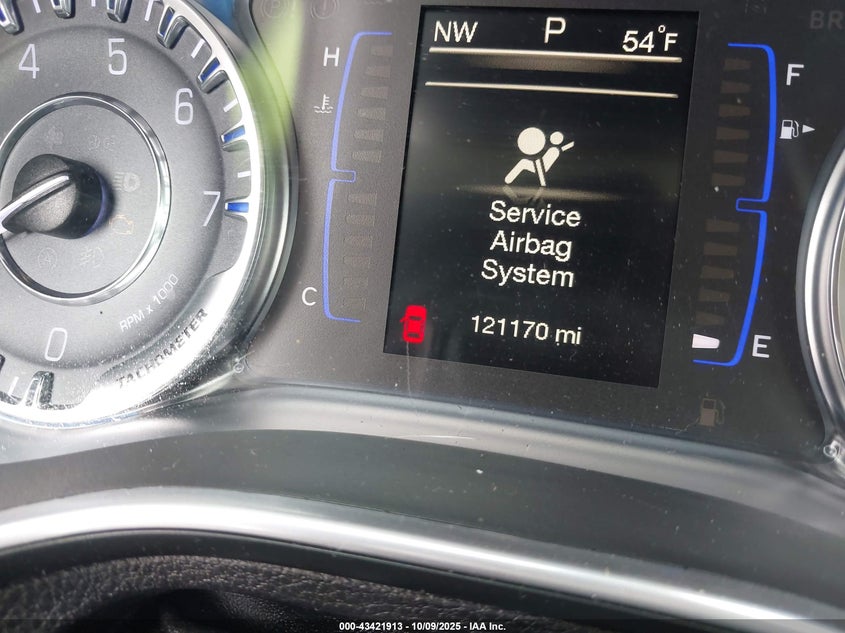 NW P 54°F
H
F
C
E
Service
Airbag
System
121170 mi
4
5
6
7
0
RPM x 1000
TACHOMETER
BR
000-43421913 - 10/09/2025 - IAA Inc.